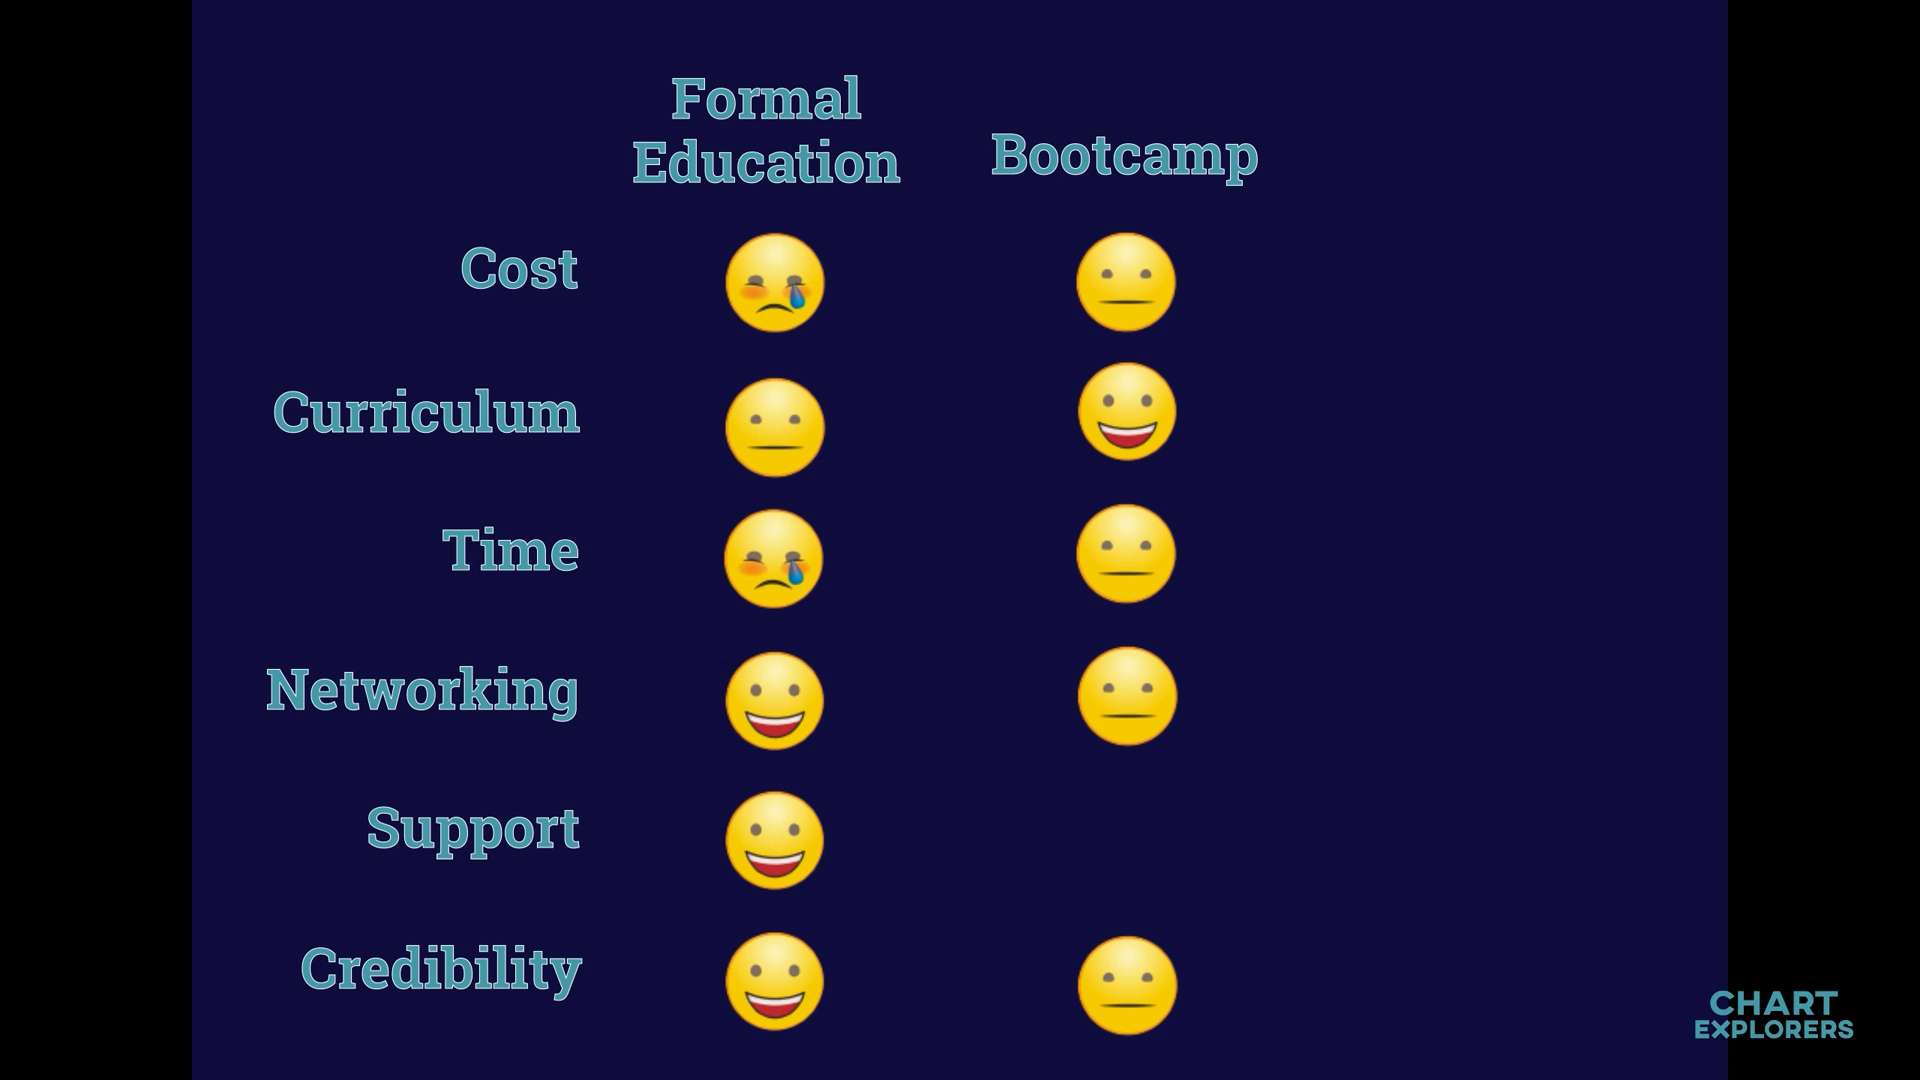 Formal
Education
Bootcamp
Cost
Curriculum
Time
Networking
Support
Credibility
CHART
EXPLORERS